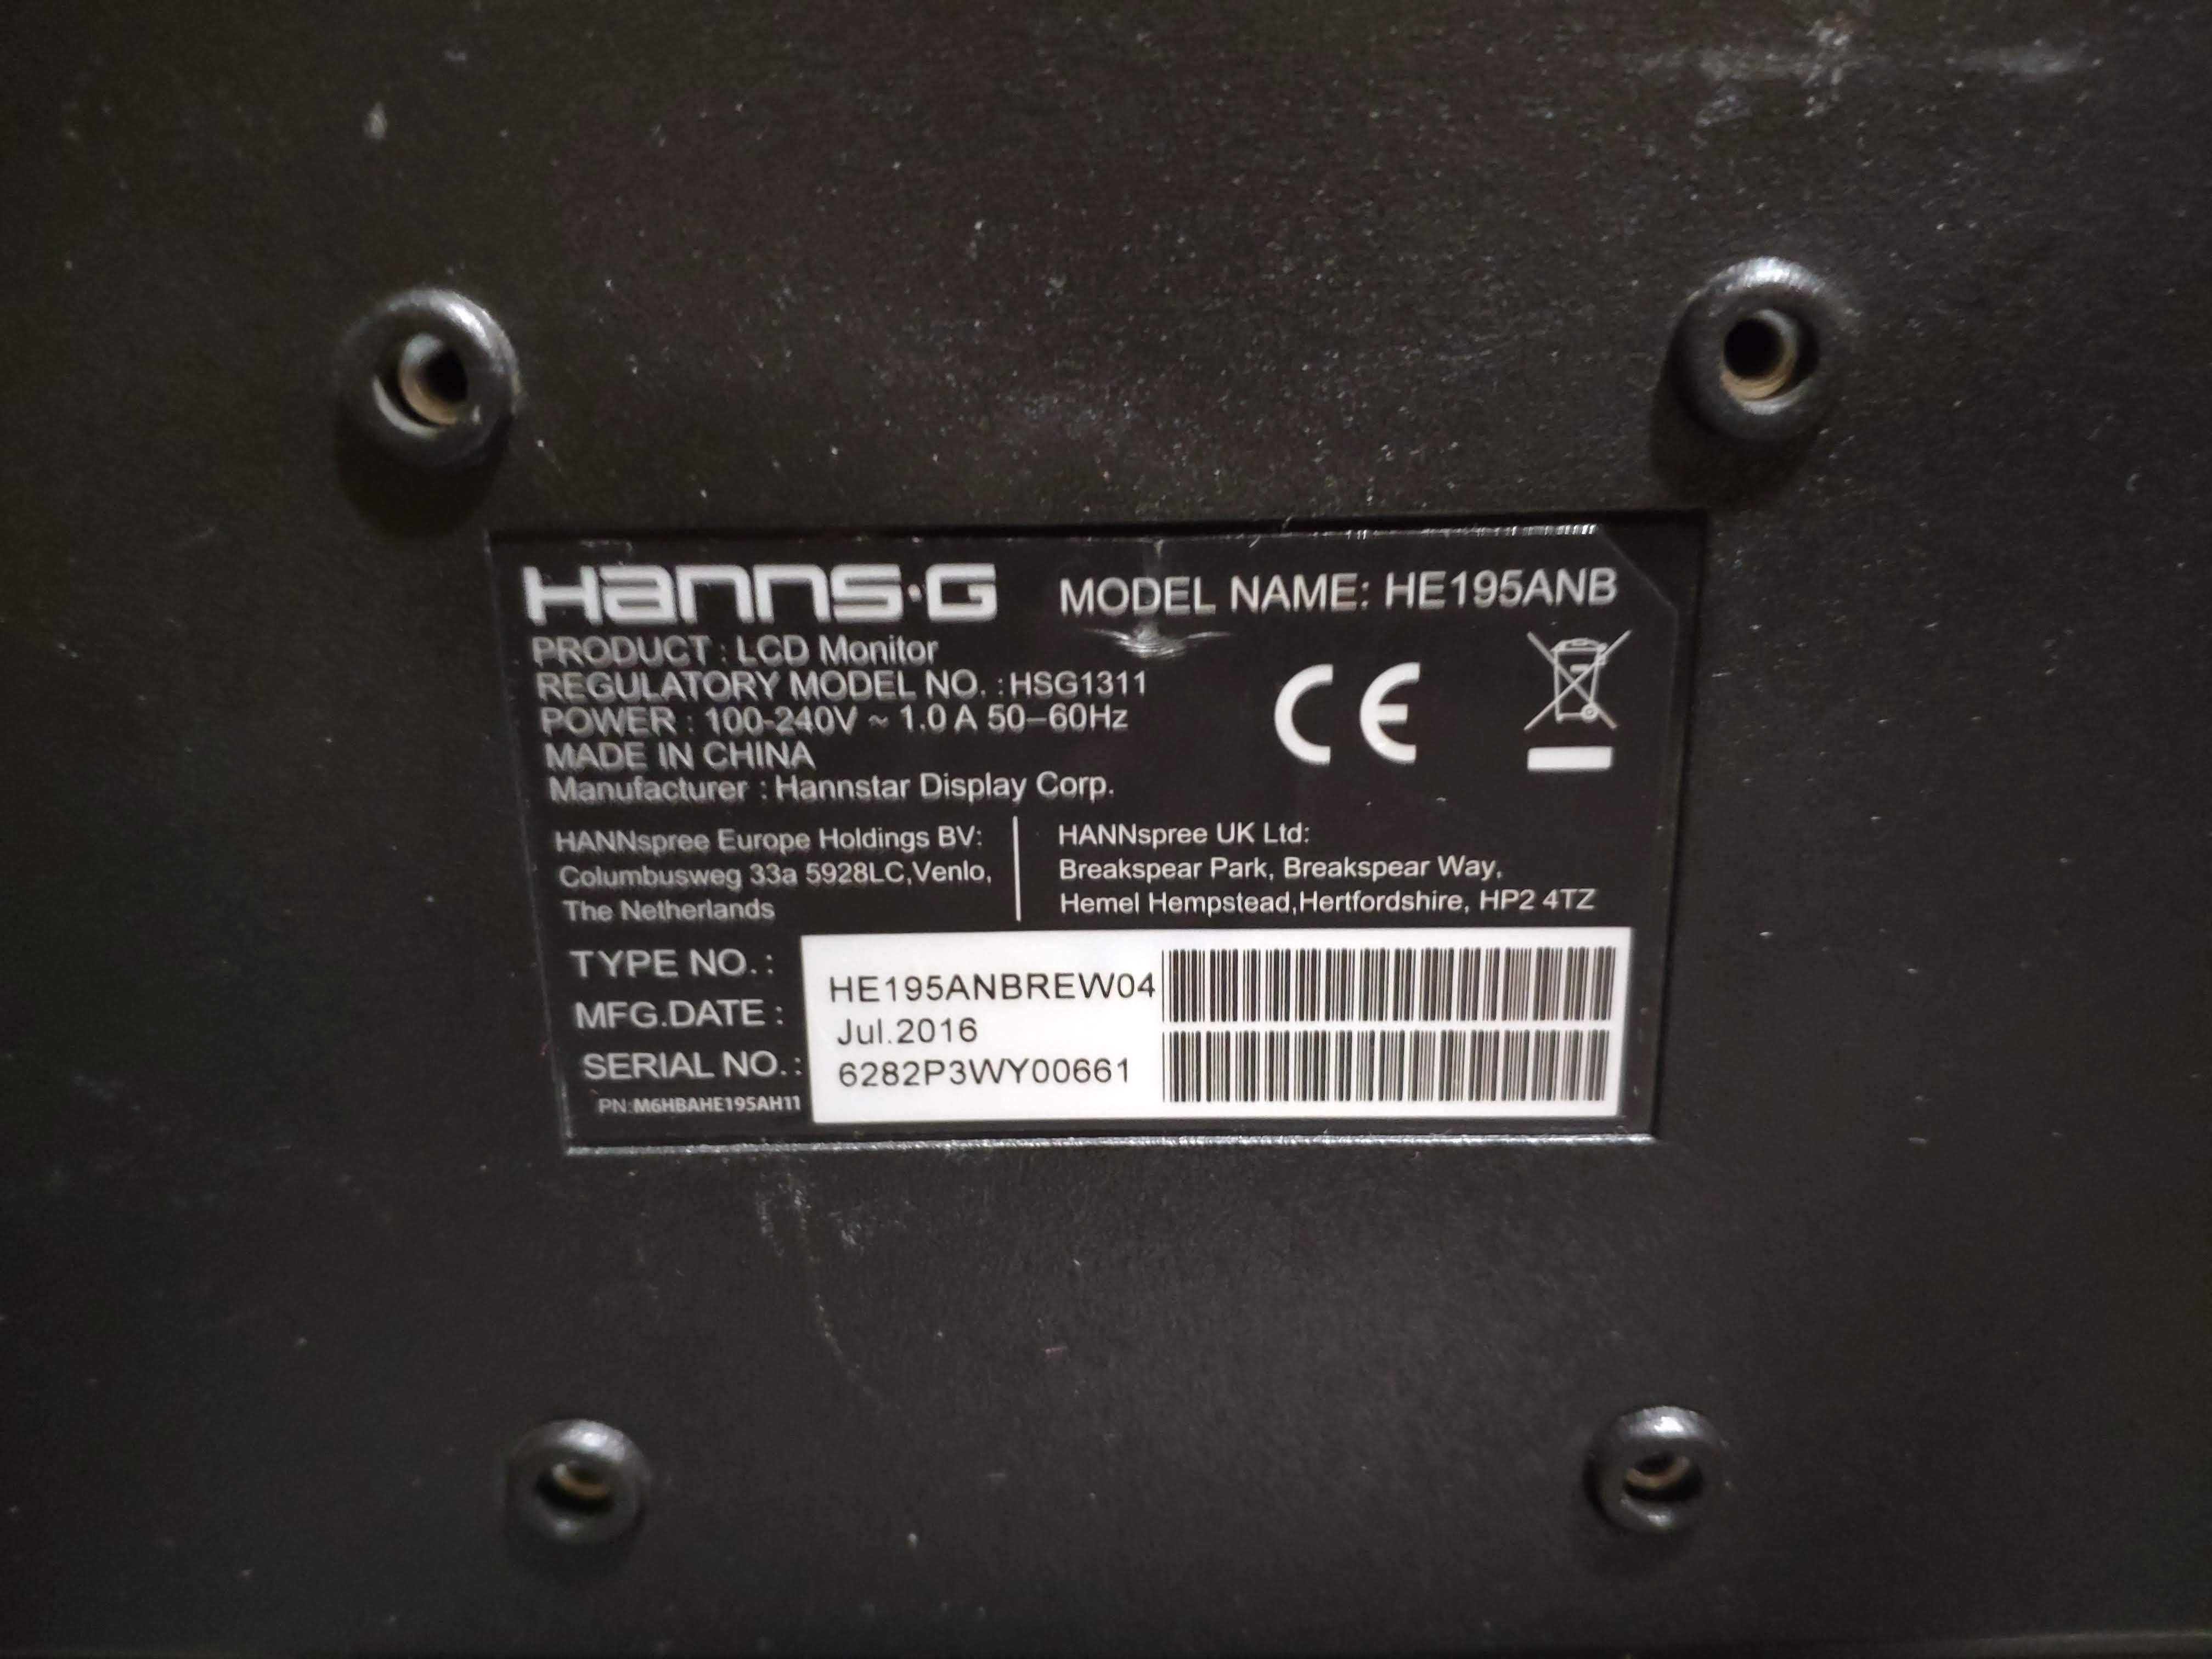 HANNS·G
MODEL NAME: HE195ANB
PRODUCT : LCD Monitor
REGULATORY MODEL NO. : HSG1311
POWER : 100-240V ~ 1.0 A 50–60Hz
MADE IN CHINA
Manufacturer : Hannstar Display Corp.
CE
HANNspree Europe Holdings BV:
Columbusweg 33a 5928LC,Venlo,
The Netherlands
HANNspree UK Ltd:
Breakspear Park, Breakspear Way,
Hemel Hempstead,Hertfordshire, HP2 4TZ
TYPE NO. : HE195ANBREW04
MFG.DATE : Jul.2016
SERIAL NO. : 6282P3WY00661
PN:M6HBAHE195AH11